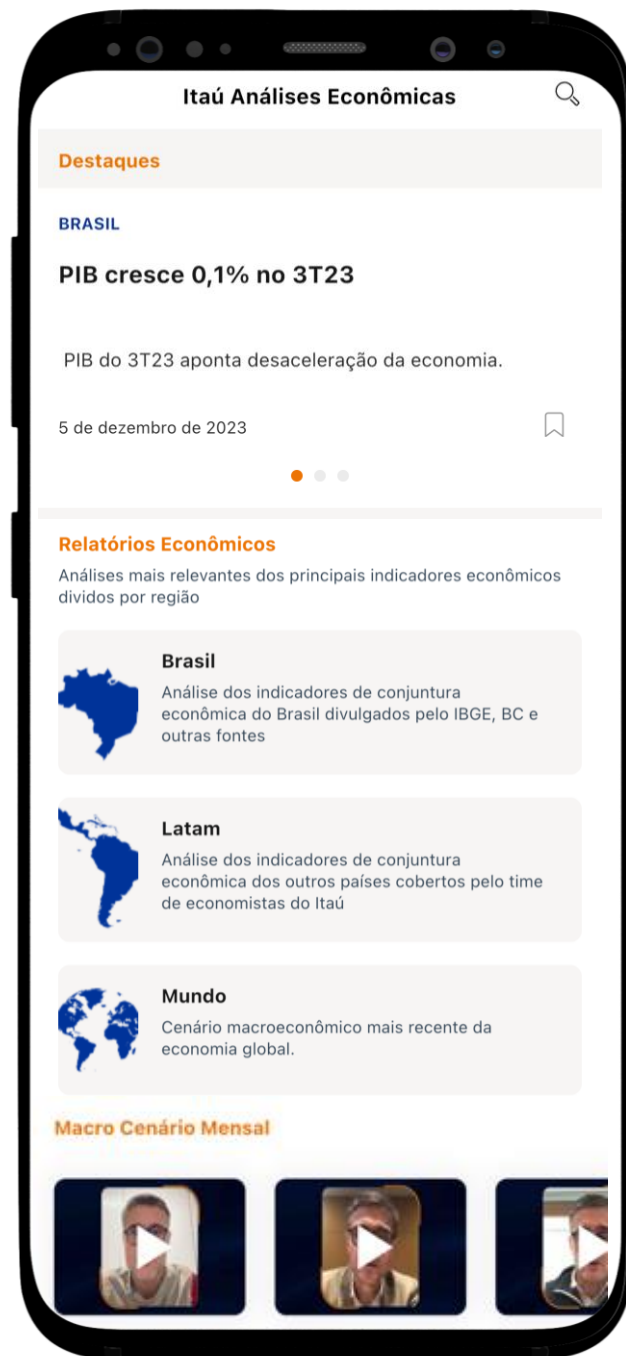 Itaú Análises Econômicas
Destaques
BRASIL
PIB cresce 0,1% no 3T23
PIB do 3T23 aponta desaceleração da economia.
5 de dezembro de 2023
Relatórios Econômicos
Análises mais relevantes dos principais indicadores econômicos
dividos por região
Brasil
Análise dos indicadores de conjuntura
econômica do Brasil divulgados pelo IBGE, BC e
outras fontes
Latam
Análise dos indicadores de conjuntura
econômica dos outros países cobertos pelo time
de economistas do Itaú
Mundo
Cenário macroeconômico mais recente da
economia global.
Macro Cenário Mensal